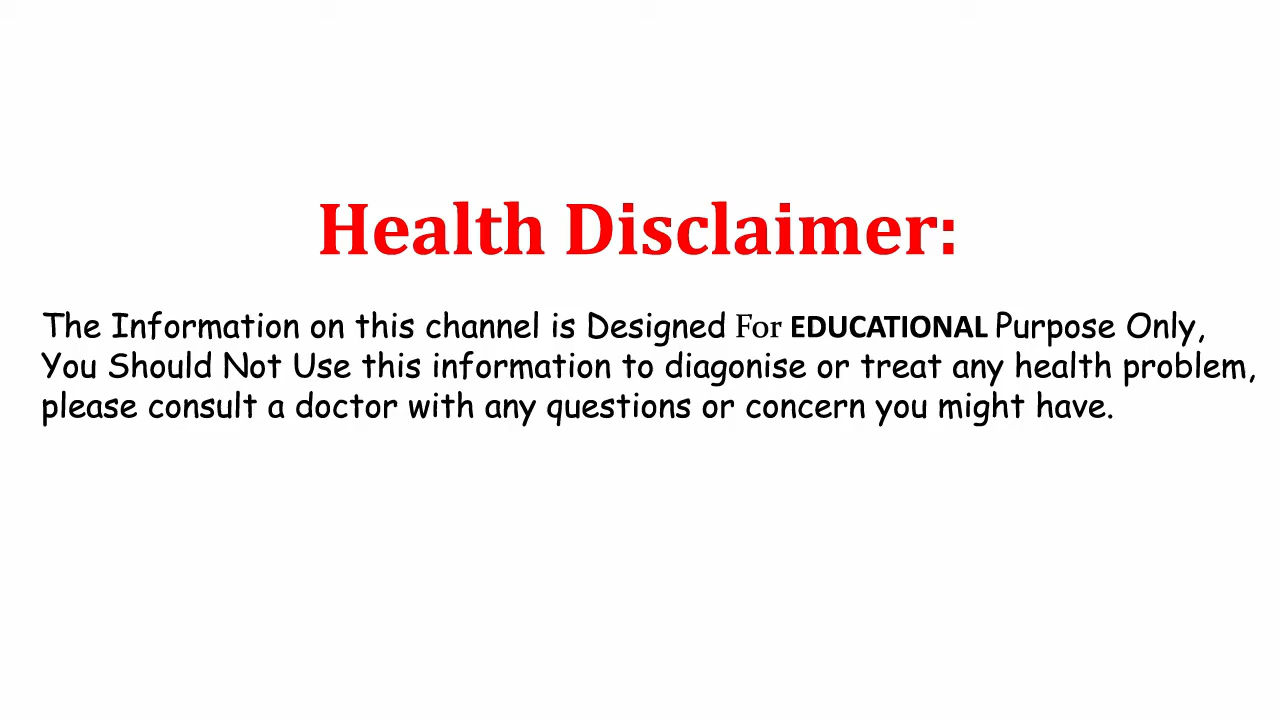 Health Disclaimer:
The Information on this channel is Designed For EDUCATIONAL Purpose Only,
You Should Not Use this information to diagonise or treat any health problem,
please consult a doctor with any questions or concern you might have.